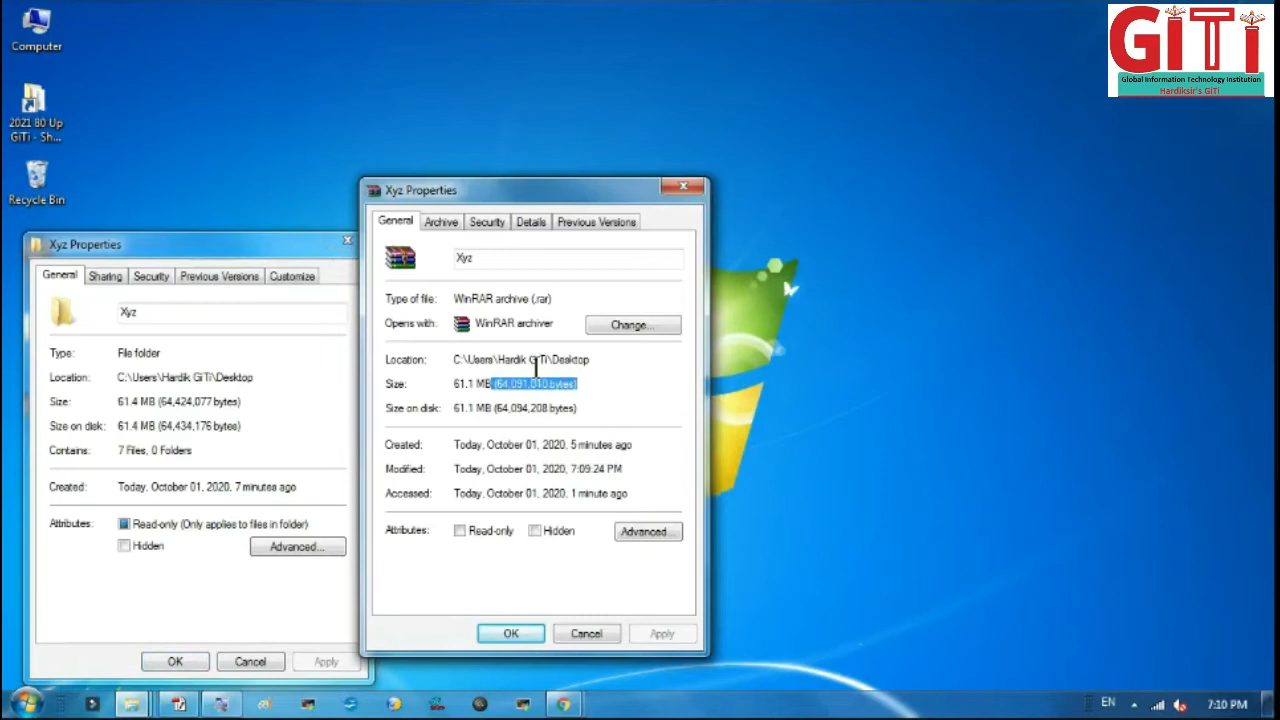 Computer
2021 80 Up
GiTi - Sh...
Recycle Bin
GiTi
Global Information Technology Institution
Hardiksir's GiTi
Xyz Properties
General Sharing Security Previous Versions Customize
Xyz
Type: File folder
Location: C:\Users\Hardik GiTi\Desktop
Size: 61.4 MB (64,424,077 bytes)
Size on disk: 61.4 MB (64,434,176 bytes)
Contains: 7 Files, 0 Folders
Created: Today, October 01, 2020, 7 minutes ago
Attributes: Read-only (Only applies to files in folder)
Hidden Advanced...
OK Cancel Apply
Xyz Properties
General Archive Security Details Previous Versions
Xyz
Type of file: WinRAR archive (.rar)
Opens with: WinRAR archiver Change...
Location: C:\Users\Hardik GiTi\Desktop
Size: 61.1 MB (64,091,010 bytes)
Size on disk: 61.1 MB (64,094,208 bytes)
Created: Today, October 01, 2020, 5 minutes ago
Modified: Today, October 01, 2020, 7:09:24 PM
Accessed: Today, October 01, 2020, 1 minute ago
Attributes: Read-only Hidden Advanced...
OK Cancel Apply
EN 7:10 PM